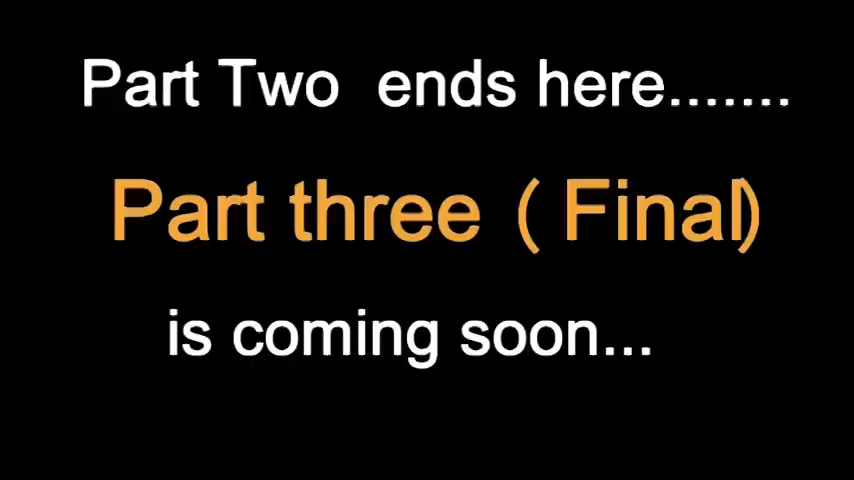 Part Two  ends here.......
Part three  ( Final)
is coming soon...